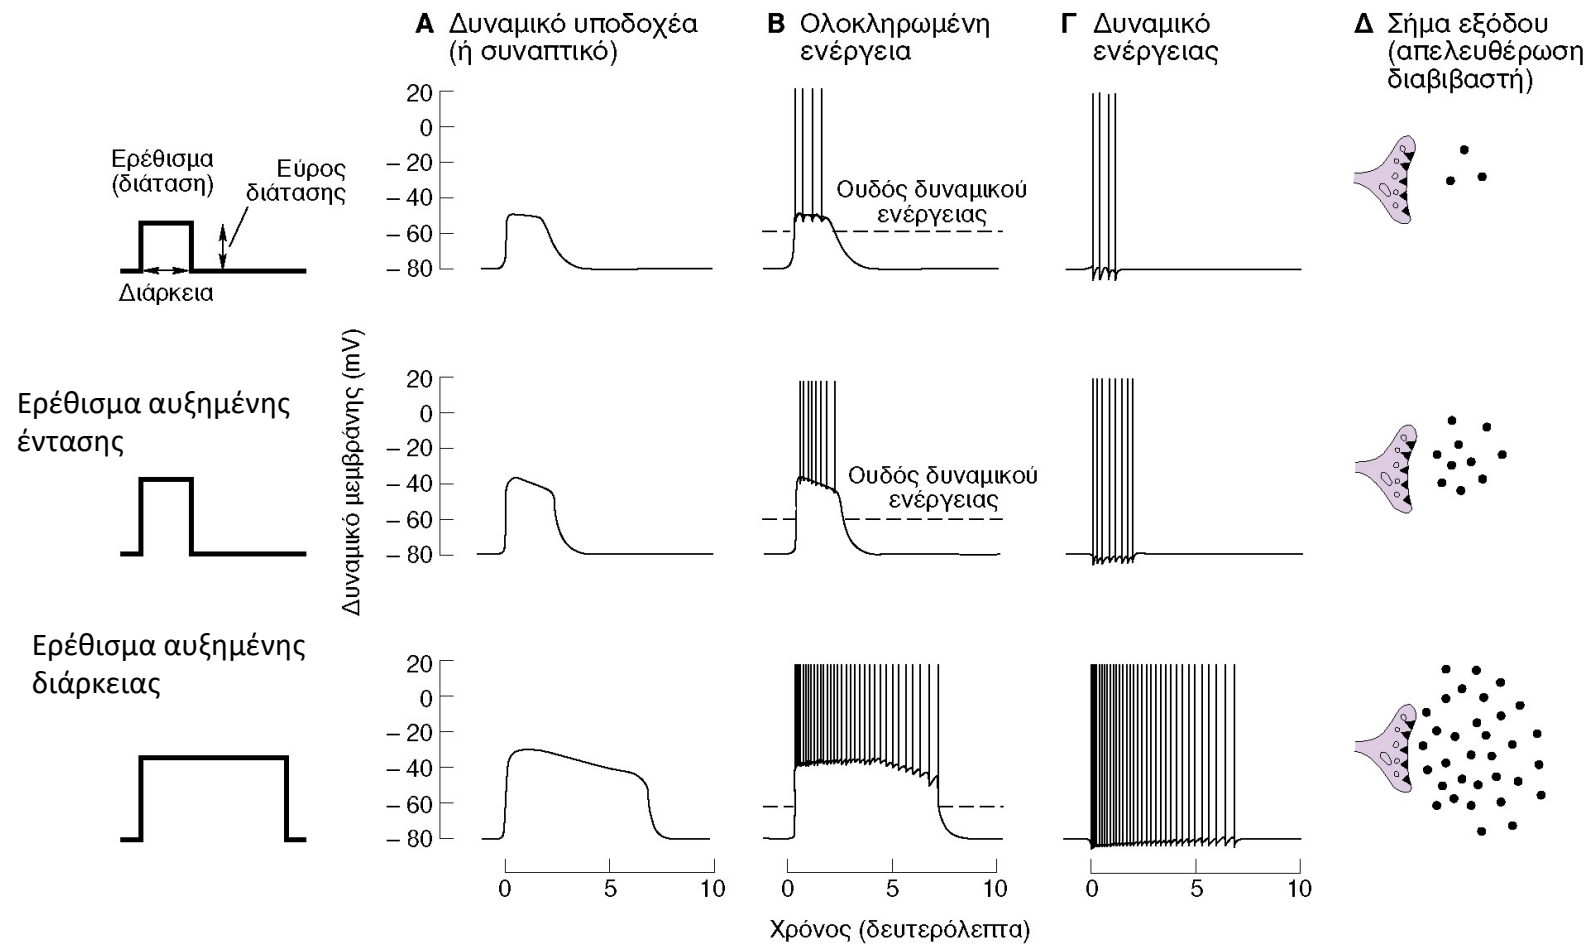 Α Δυναμικό υποδοχέα
(ή συναπτικό)
Β Ολοκληρωμένη
ενέργεια
Γ Δυναμικό
ενέργειας
Δ Σήμα εξόδου
(απελευθέρωση
διαβιβαστή)
Ερέθισμα
(διάταση)
Εύρος
διάτασης
Διάρκεια
20
0
– 20
– 40
– 60
– 80
Ουδός δυναμικού
ενέργειας
Ερέθισμα αυξημένης
έντασης
Δυναμικό μεμβράνης (mV)
20
0
– 20
– 40
– 60
– 80
Ουδός δυναμικού
ενέργειας
Ερέθισμα αυξημένης
διάρκειας
20
0
– 20
– 40
– 60
– 80
0 5 10
0 5 10
0 5 10
Χρόνος (δευτερόλεπτα)